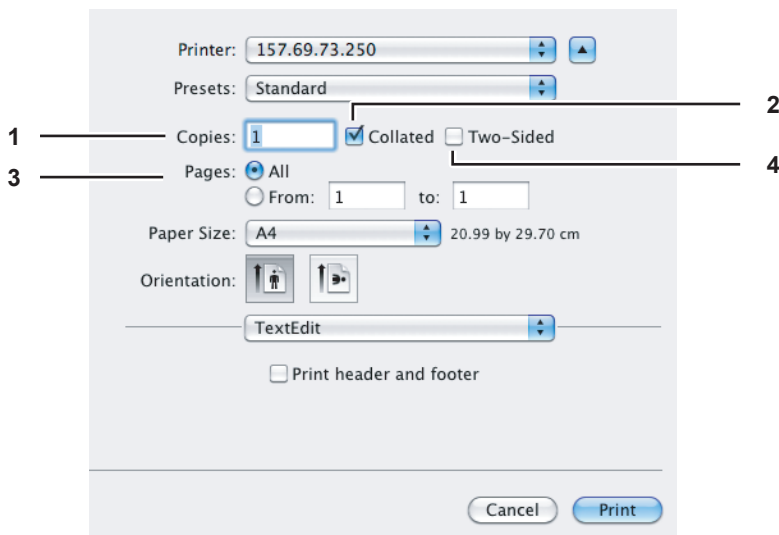 Printer: 157.69.73.250
Presets: Standard
2
1 Copies: 1 Collated Two-Sided
4
3 Pages: All
From: 1 to: 1
Paper Size: A4 20.99 by 29.70 cm
Orientation:
TextEdit
Print header and footer
Cancel Print